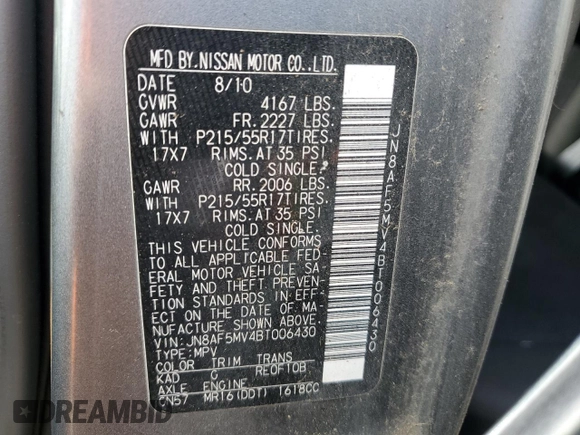 MFD BY.NISSAN MOTOR CO.,LTD.
DATE 8/10
GVWR 4167 LBS.
GAWR FR. 2227 LBS.
WITH P215/55R17TIRES.
17X7 RIMS.AT 35 PSI
COLD SINGLE.
GAWR RR. 2006 LBS.
WITH P215/55R17TIRES.
17X7 RIMS.AT 35 PSI
COLD SINGLE.
THIS VEHICLE CONFORMS
TO ALL APPLICABLE FED-
ERAL MOTOR VEHICLE SA-
FETY AND THEFT PREVEN-
TION STANDARDS IN EFF-
ECT ON THE DATE OF MA-
NUFACTURE SHOWN ABOVE.
VIN: JN8AF5MV4BT006430
TYPE:MPV
COLOR TRIM TRANS
KAD G RE0F10B
AXLE ENGINE
CN57 MR16(DDT) 1618CC
JN8AF5MV4BT006430
DREAMBID
.COM